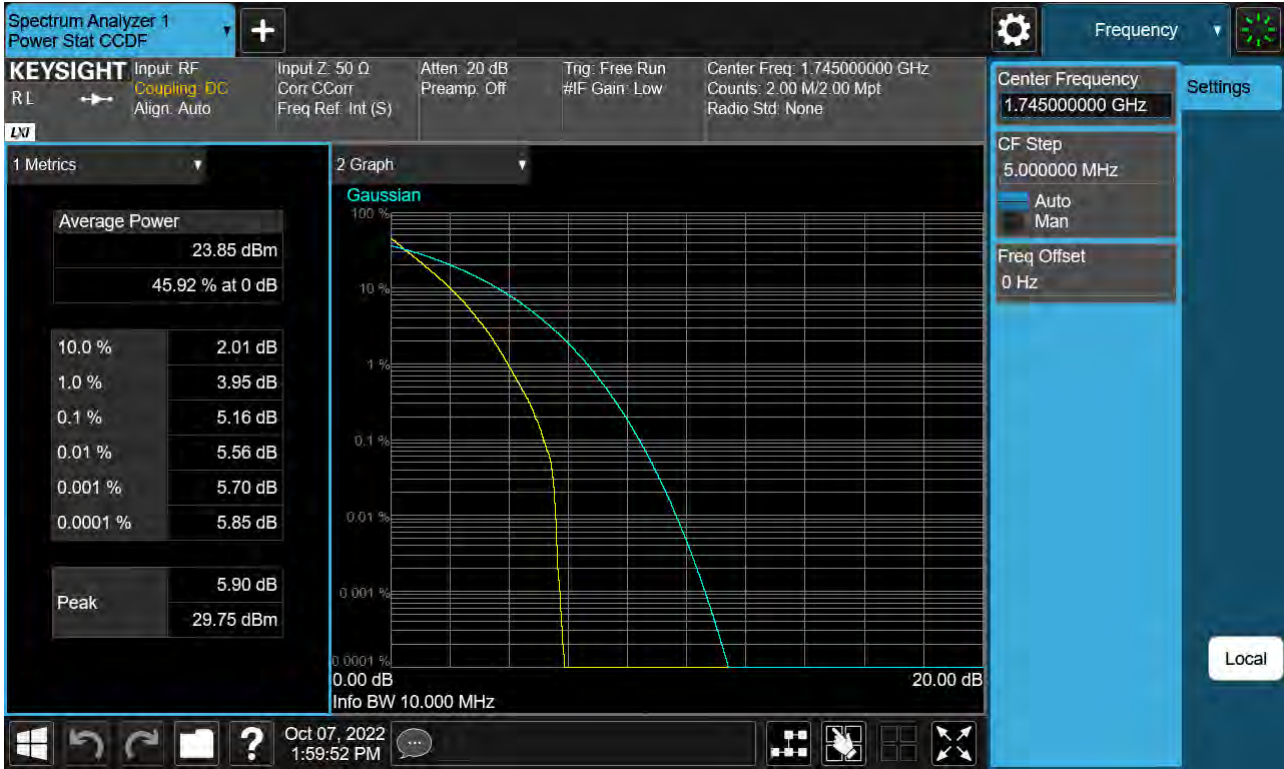 Spectrum Analyzer 1
Power Stat CCDF
+
Frequency
KEYSIGHT
RL
LXI
Input: RF
Coupling: DC
Align: Auto
Input Z: 50 Ω
Corr CCorr
Freq Ref: Int (S)
Atten: 20 dB
Preamp: Off
Trig: Free Run
#IF Gain: Low
Center Freq: 1.745000000 GHz
Counts: 2.00 M/2.00 Mpt
Radio Std: None
Center Frequency
1.745000000 GHz
Settings
CF Step
5.000000 MHz
Auto
Man
Freq Offset
0 Hz
Local
1 Metrics
Average Power
23.85 dBm
45.92 % at 0 dB
10.0 % 2.01 dB
1.0 % 3.95 dB
0.1 % 5.16 dB
0.01 % 5.56 dB
0.001 % 5.70 dB
0.0001 % 5.85 dB
Peak
5.90 dB
29.75 dBm
2 Graph
Gaussian
100 %
10 %
1 %
0.1 %
0.01 %
0.001 %
0.0001 %
0.00 dB 20.00 dB
Info BW 10.000 MHz
?
Oct 07, 2022
1:59:52 PM